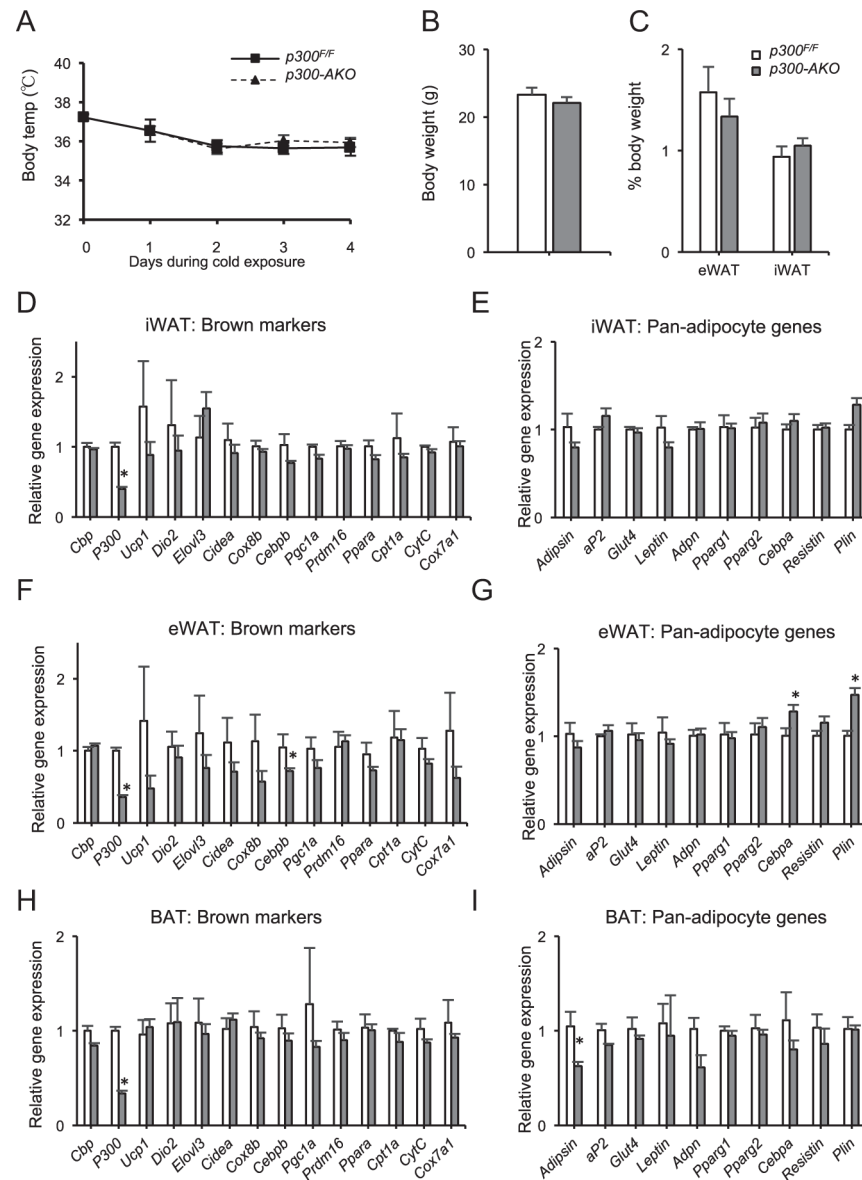 A
Body temp (℃)
40
38
36
34
32
0 1 2 3 4
Days during cold exposure
p300F/F
p300-AKO
B
Body weight (g)
30
20
10
0
C
% body weight
2
1
0
eWAT iWAT
p300F/F
p300-AKO
D
iWAT: Brown markers
Relative gene expression
2
1
0
Cbp P300 Ucp1 Dio2 Elovl3 Cidea Cox8b Cebpb Pgc1a Prdm16 Ppara Cpt1a CytC Cox7a1
*
E
iWAT: Pan-adipocyte genes
Relative gene expression
2
1
0
Adipsin aP2 Glut4 Leptin Adpn Pparg1 Pparg2 Cebpa Resistin Plin
F
eWAT: Brown markers
Relative gene expression
2
1
0
Cbp P300 Ucp1 Dio2 Elovl3 Cidea Cox8b Cebpb Pgc1a Prdm16 Ppara Cpt1a CytC Cox7a1
* *
G
eWAT: Pan-adipocyte genes
Relative gene expression
2
1
0
Adipsin aP2 Glut4 Leptin Adpn Pparg1 Pparg2 Cebpa Resistin Plin
* *
H
BAT: Brown markers
Relative gene expression
2
1
0
Cbp P300 Ucp1 Dio2 Elovl3 Cidea Cox8b Cebpb Pgc1a Prdm16 Ppara Cpt1a CytC Cox7a1
*
I
BAT: Pan-adipocyte genes
Relative gene expression
2
1
0
Adipsin aP2 Glut4 Leptin Adpn Pparg1 Pparg2 Cebpa Resistin Plin
*